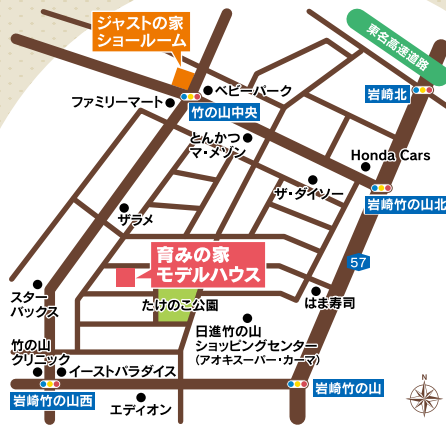 ジャストの家
ショールーム
東名高速道路
ベビーパーク
岩崎北
ファミリーマート
竹の山中央
とんかつ
マ・メゾン
Honda Cars
ザ・ダイソー
岩崎竹の山北
ザラメ
育みの家
モデルハウス
57
スター
バックス
たけのこ公園
はま寿司
日進竹の山
ショッピングセンター
(アオキスーパー・カーマ)
竹の山
クリニック
イーストパラダイス
岩崎竹の山西
エディオン
岩崎竹の山
N